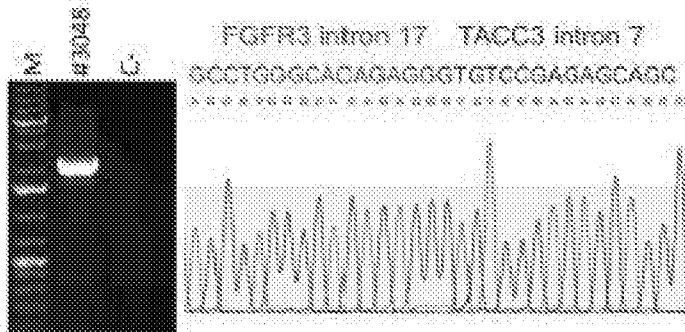 M
#3048
C-
FGFR3 intron 17 TACC3 intron 7
GCCTGGGCACAGAGGGTGTCCGAGAGCAGC